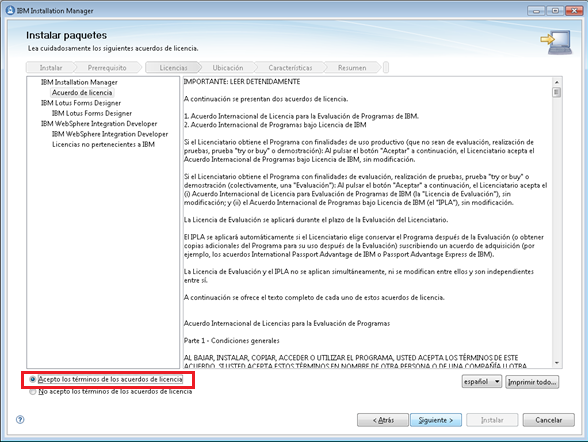 IBM Installation Manager
Instalar paquetes
Lea cuidadosamente los siguientes acuerdos de licencia.
Instalar
Prerrequisito
Licencias
Ubicación
Características
Resumen
IBM Installation Manager
Acuerdo de licencia
IBM Lotus Forms Designer
IBM Lotus Forms Designer
IBM WebSphere Integration Developer
IBM WebSphere Integration Developer
Licencias no pertenecientes a IBM
IMPORTANTE: LEER DETENIDAMENTE
A continuación se presentan dos acuerdos de licencia.
1. Acuerdo Internacional de Licencia para la Evaluación de Programas de IBM.
2. Acuerdo Internacional de Programas bajo Licencia de IBM
Si el Licenciatario obtiene el Programa con finalidades de uso productivo (que no sean de evaluación, realización de
pruebas, prueba "try or buy" o demostración): Al pulsar el botón "Aceptar" a continuación, el Licenciatario acepta el
Acuerdo Internacional de Programas bajo Licencia de IBM, sin modificación.
Si el Licenciatario obtiene el Programa con finalidades de evaluación, realización de pruebas, prueba "try or buy" o
demostración (colectivamente, una "Evaluación"): Al pulsar el botón "Aceptar" a continuación, el Licenciatario acepta el
(i) Acuerdo Internacional de Licencia para Evaluación de Programas de IBM (la "Licencia de Evaluación"), sin
modificación; y (ii) el Acuerdo Internacional de Programas bajo Licencia de IBM (el "IPLA"), sin modificación.
La Licencia de Evaluación se aplicará durante el plazo de la Evaluación del Licenciatario.
El IPLA se aplicará automáticamente si el Licenciatario elige conservar el Programa después de la Evaluación (o obtener
copias adicionales del Programa para su uso después de la Evaluación) suscribiendo un acuerdo de adquisición (por
ejemplo, los acuerdos International Passport Advantage de IBM o Passport Advantage Express de IBM).
La Licencia de Evaluación y el IPLA no se aplican simultáneamente, ni se modifican entre ellos y son independientes
entre sí.
A continuación se ofrece el texto completo de cada uno de estos acuerdos de licencia.
Acuerdo Internacional de Licencias para la Evaluación de Programas
Parte 1 - Condiciones generales
AL BAJAR, INSTALAR, COPIAR, ACCEDER O UTILIZAR EL PROGRAMA, USTED ACEPTA LOS TÉRMINOS DE ESTE
ACUERDO. SI USTED ACEPTA ESTOS TÉRMINOS EN NOMBRE DE OTRA PERSONA O DE UNA COMPAÑÍA U OTRA
Acepto los términos de los acuerdos de licencia
No acepto los términos de los acuerdos de licencia
español
Imprimir todo...
?
< Atrás
Siguiente >
Instalar
Cancelar